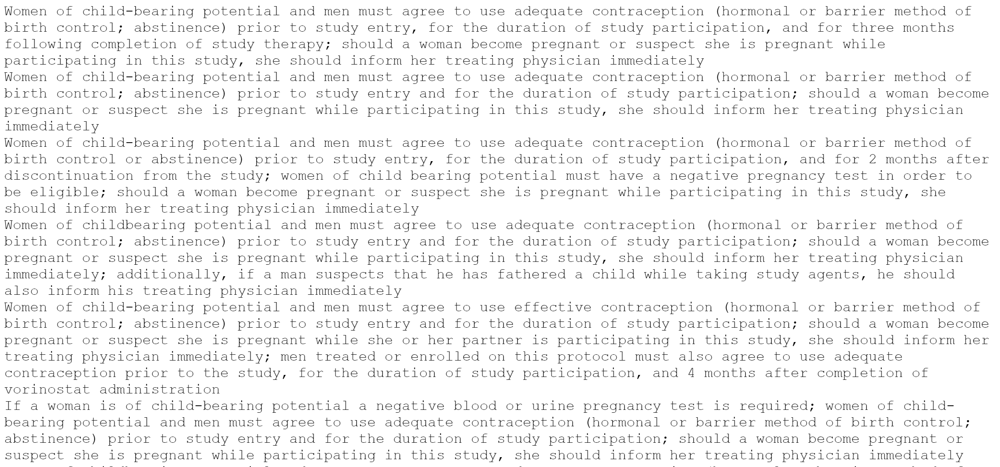 Women of child-bearing potential and men must agree to use adequate contraception (hormonal or barrier method of
birth control; abstinence) prior to study entry, for the duration of study participation, and for three months
following completion of study therapy; should a woman become pregnant or suspect she is pregnant while
participating in this study, she should inform her treating physician immediately
Women of child-bearing potential and men must agree to use adequate contraception (hormonal or barrier method of
birth control; abstinence) prior to study entry and for the duration of study participation; should a woman become
pregnant or suspect she is pregnant while participating in this study, she should inform her treating physician
immediately
Women of child-bearing potential and men must agree to use adequate contraception (hormonal or barrier method of
birth control or abstinence) prior to study entry, for the duration of study participation, and for 2 months after
discontinuation from the study; women of child bearing potential must have a negative pregnancy test in order to
be eligible; should a woman become pregnant or suspect she is pregnant while participating in this study, she
should inform her treating physician immediately
Women of childbearing potential and men must agree to use adequate contraception (hormonal or barrier method of
birth control; abstinence) prior to study entry and for the duration of study participation; should a woman become
pregnant or suspect she is pregnant while participating in this study, she should inform her treating physician
immediately; additionally, if a man suspects that he has fathered a child while taking study agents, he should
also inform his treating physician immediately
Women of child-bearing potential and men must agree to use effective contraception (hormonal or barrier method of
birth control; abstinence) prior to study entry and for the duration of study participation; should a woman become
pregnant or suspect she is pregnant while she or her partner is participating in this study, she should inform her
treating physician immediately; men treated or enrolled on this protocol must also agree to use adequate
contraception prior to the study, for the duration of study participation, and 4 months after completion of
vorinostat administration
If a woman is of child-bearing potential a negative blood or urine pregnancy test is required; women of child-
bearing potential and men must agree to use adequate contraception (hormonal or barrier method of birth control;
abstinence) prior to study entry and for the duration of study participation; should a woman become pregnant or
suspect she is pregnant while participating in this study, she should inform her treating physician immediately